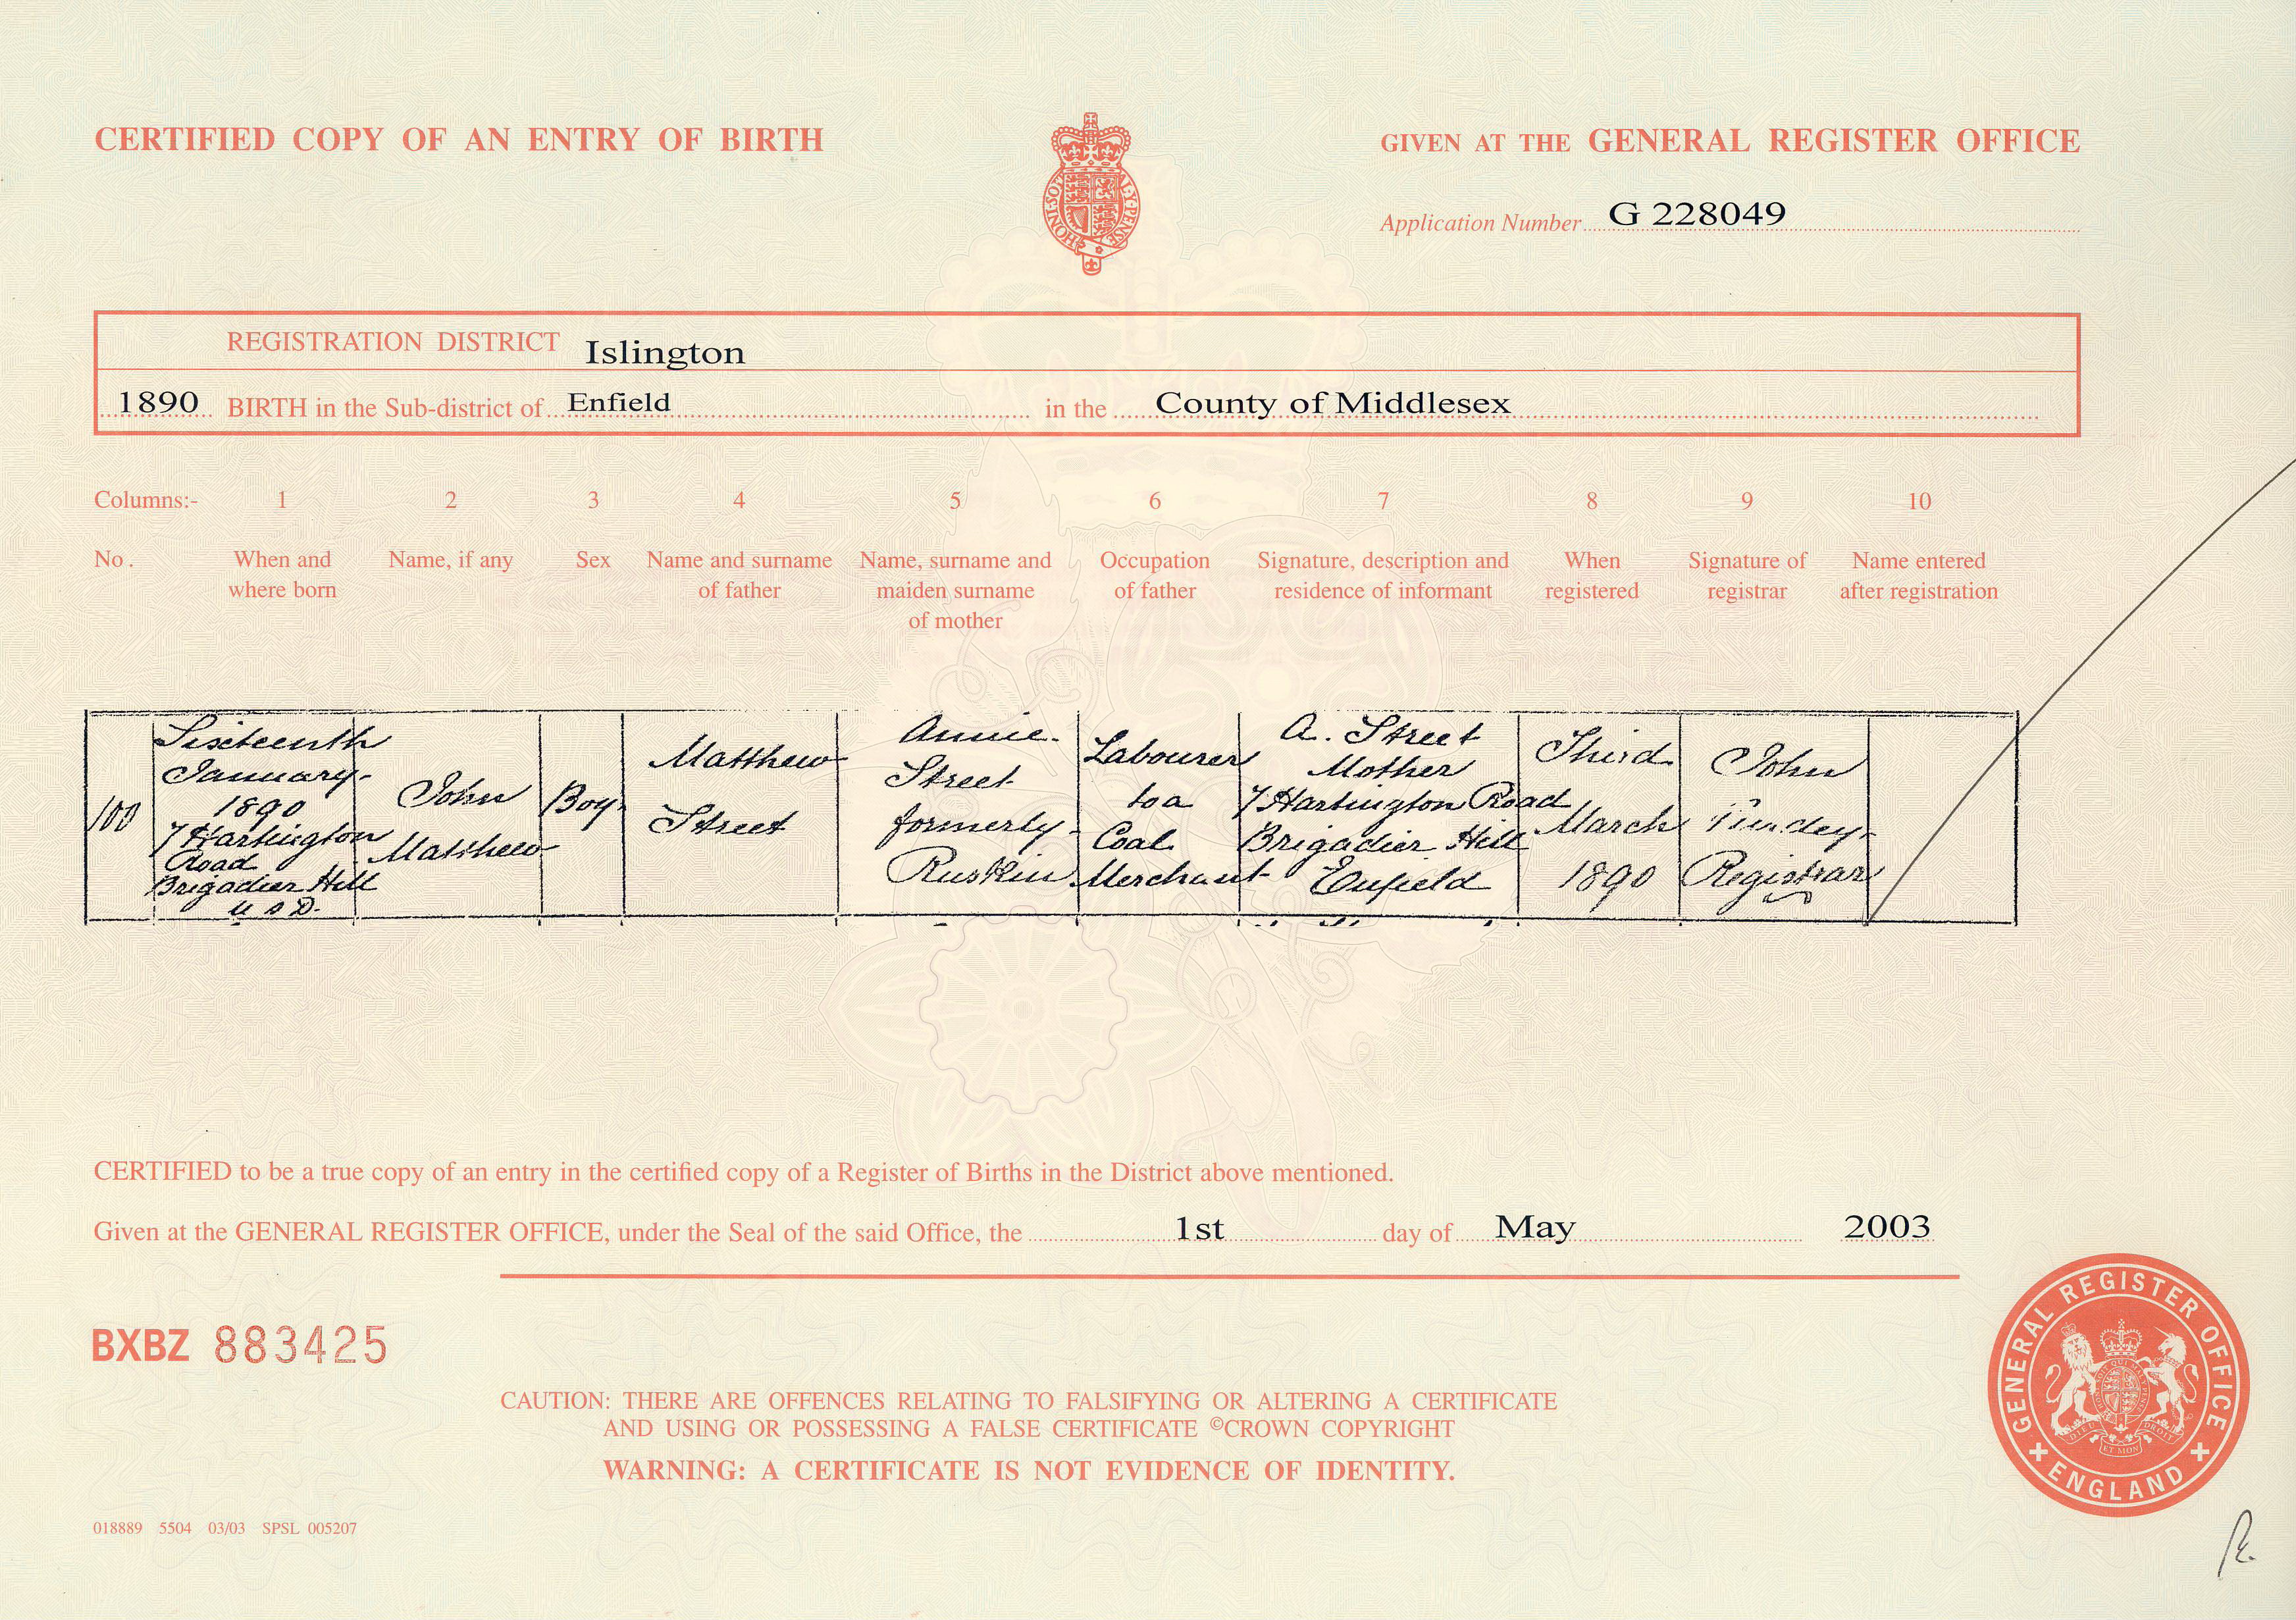 CERTIFIED COPY OF AN ENTRY OF BIRTH
GIVEN AT THE GENERAL REGISTER OFFICE
HONI·SOIT
AL·Y·PENSE
Application Number G 228049
REGISTRATION DISTRICT Islington
1890 BIRTH in the Sub-district of Enfield in the County of Middlesex
Columns:- 1 2 3 4 5 6 7 8 9 10
No. When and where born
Name, if any
Sex
Name and surname of father
Name, surname and maiden surname of mother
Occupation of father
Signature, description and residence of informant
When registered
Signature of registrar
Name entered after registration
100
Sixteenth
January
1890
7 Hartington
Road
Brigadier Hill
U S D.
John
Matthew
Boy
Matthew
Street
Annie
Street
formerly
Ruskin
Labourer
to a
Coal
Merchant
A. Street
Mother
7 Hartington Road
Brigadier Hill
Enfield
Third
March
1890
John
Registrar
CERTIFIED to be a true copy of an entry in the certified copy of a Register of Births in the District above mentioned.
Given at the GENERAL REGISTER OFFICE, under the Seal of the said Office, the 1st day of May 2003
BXBZ 883425
CAUTION: THERE ARE OFFENCES RELATING TO FALSIFYING OR ALTERING A CERTIFICATE
AND USING OR POSSESSING A FALSE CERTIFICATE ©CROWN COPYRIGHT
WARNING: A CERTIFICATE IS NOT EVIDENCE OF IDENTITY.
GENERAL REGISTER OFFICE
ENGLAND
018889 5504 03/03 SPSL 005207